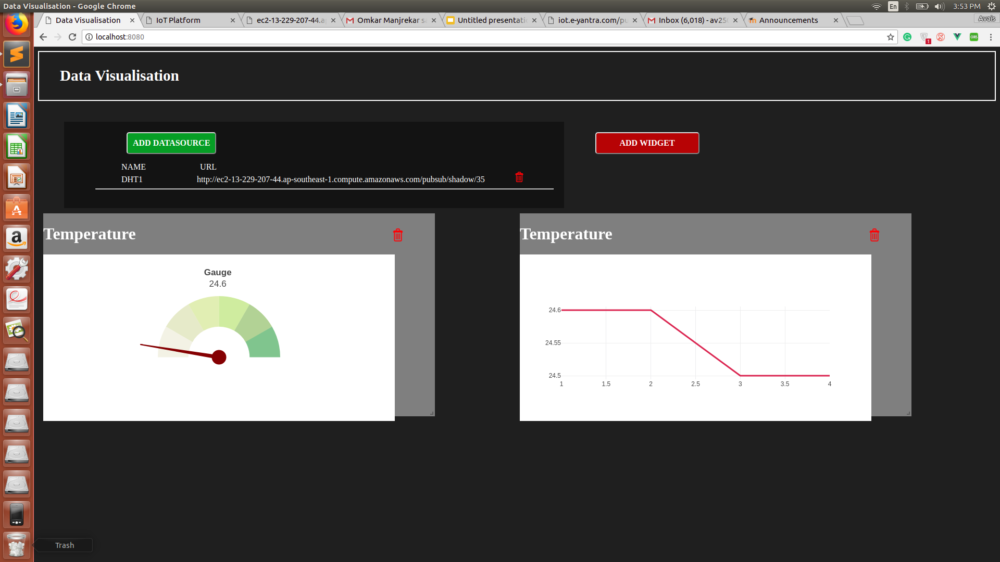 Data Visualisation - Google Chrome
En
3:53 PM
Data Visualisation
IoT Platform
ec2-13-229-207-44.a
Omkar Manjrekar s
Untitled presentati
iot.e-yantra.com/pu
Inbox (6,018) - av25
Announcements
Avais
localhost:8080
1
CORS
Data Visualisation
ADD DATASOURCE
ADD WIDGET
NAME URL
DHT1 http://ec2-13-229-207-44.ap-southeast-1.compute.amazonaws.com/pubsub/shadow/35
Temperature
Gauge
24.6
Temperature
24.6
24.55
24.5
1 1.5 2 2.5 3 3.5 4
Trash